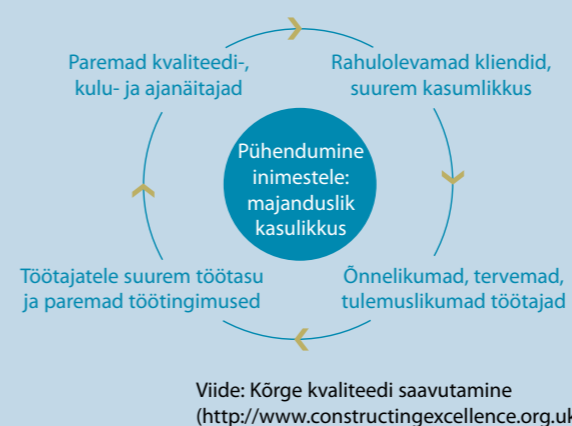 Paremad kvaliteedi-,
kulu- ja ajanäitajad
Rahulolevamad kliendid,
suurem kasumlikkus
Pühendumine
inimestele:
majanduslik
kasulikkus
Töötajatele suurem töötasu
ja paremad töötingimused
Õnnelikumad, tervemad,
tulemuslikumad töötajad
Viide: Kõrge kvaliteedi saavutamine
(http://www.constructingexcellence.org.uk